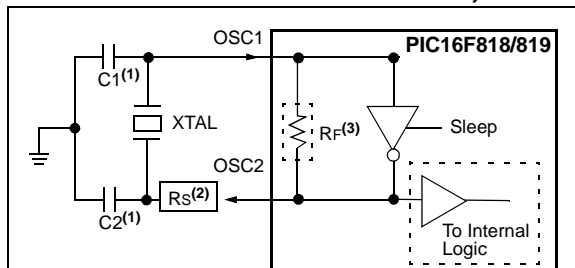 OSC1
PIC16F818/819
C1(1)
XTAL
RF(3)
Sleep
OSC2
C2(1)
RS(2)
To Internal
Logic